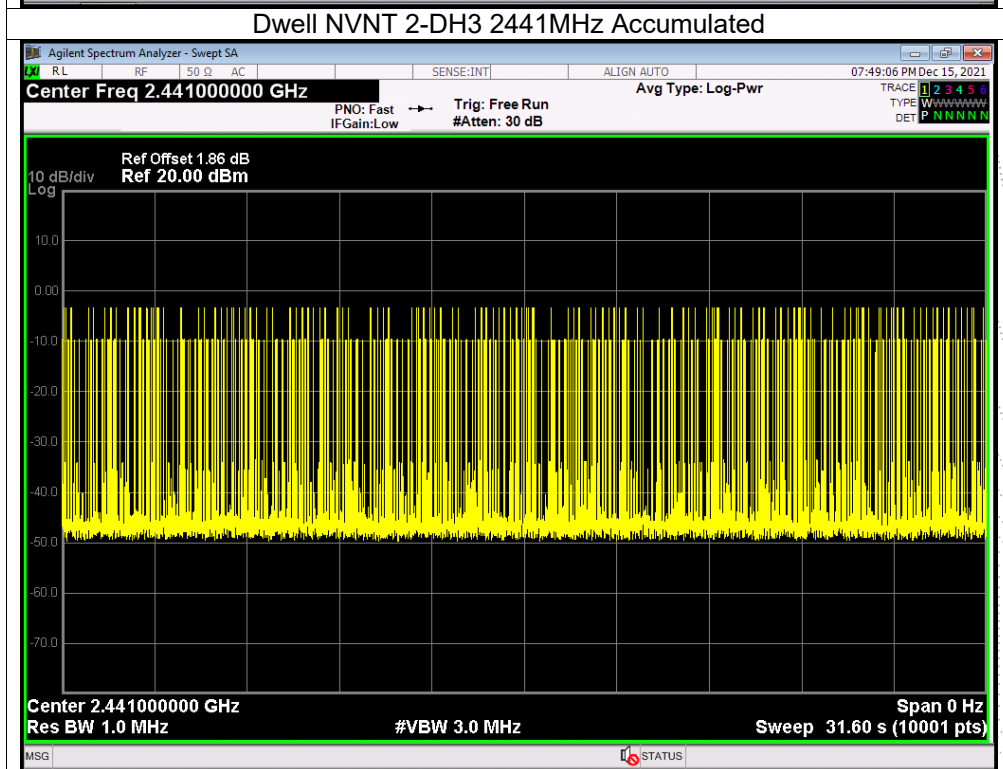 Dwell NVNT 2-DH3 2441MHz Accumulated
Agilent Spectrum Analyzer - Swept SA
LXI RL RF 50 Ω AC SENSE:INT ALIGN AUTO 07:49:06 PM Dec 15, 2021
Center Freq 2.441000000 GHz Avg Type: Log-Pwr TRACE 1 2 3 4 5 6
PNO: Fast Trig: Free Run TYPE WWWWWW
IFGain:Low #Atten: 30 dB DET P N N N N N
Ref Offset 1.86 dB
10 dB/div Ref 20.00 dBm
Log
10.0
0.00
-10.0
-20.0
-30.0
-40.0
-50.0
-60.0
-70.0
Center 2.441000000 GHz Span 0 Hz
Res BW 1.0 MHz #VBW 3.0 MHz Sweep 31.60 s (10001 pts)
MSG STATUS